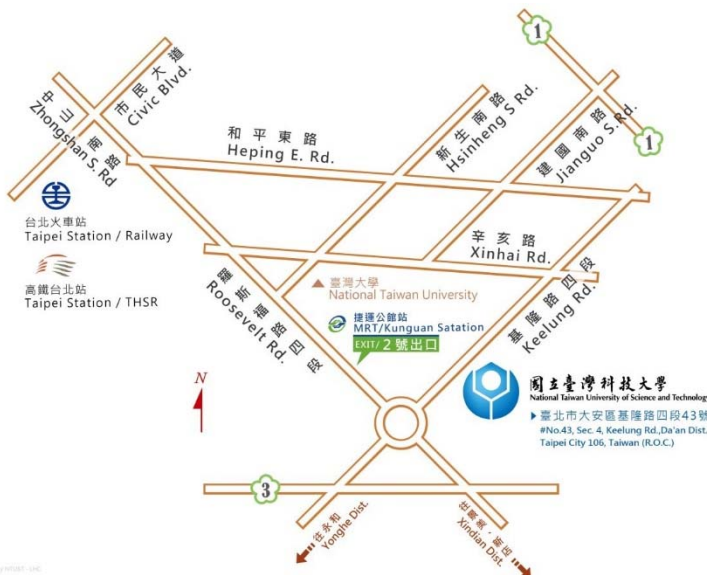 1
1
中山南路
Zhongshan S. Rd
市民大道
Civic Blvd.
和平東路
Heping E. Rd.
新生南路
Hsinheng S Rd.
建國南路
Jianguo S. Rd.
台北火車站
Taipei Station / Railway
高鐵台北站
Taipei Station / THSR
辛亥路
Xinhai Rd.
羅斯福路四段
Roosevelt Rd.
臺灣大學
National Taiwan University
捷運公館站
MRT/Kunguan Satation
EXIT/ 2 號出口
基隆路四段
Keelung Rd.
N
國立臺灣科技大學
National Taiwan University of Science and Technology
臺北市大安區基隆路四段43號
#No.43, Sec. 4, Keelung Rd.,Da'an Dist.
Taipei City 106, Taiwan (R.O.C.)
3
往永和
Yonghe Dist.
Xindian Dist.